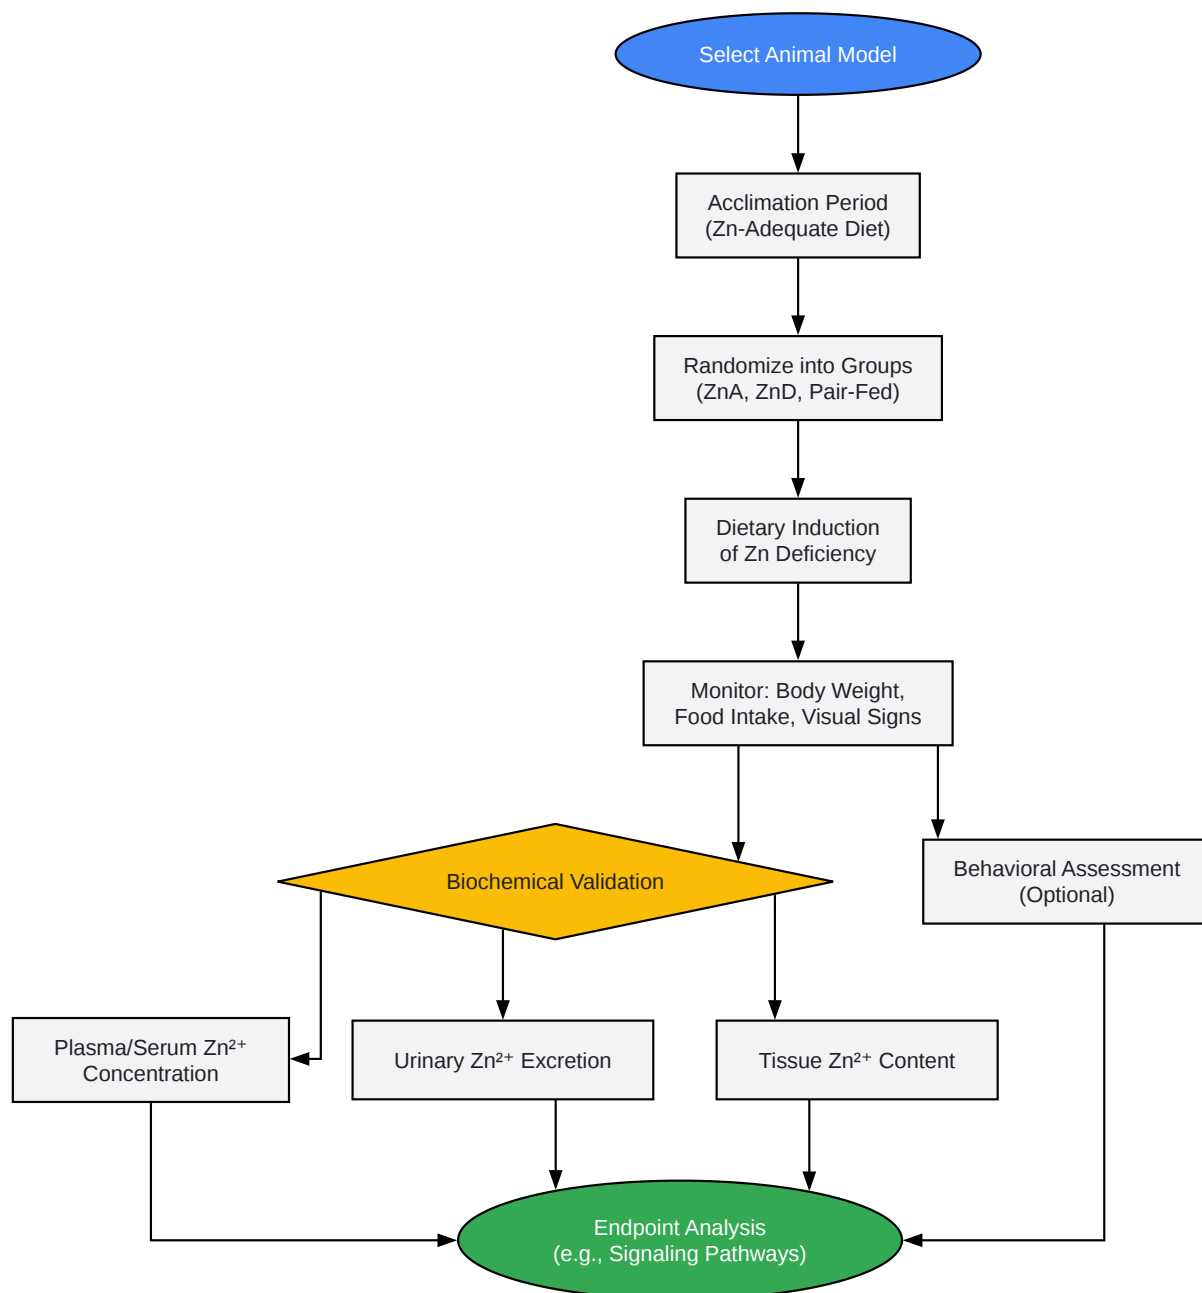 Select Animal Model
Acclimation Period
(Zn-Adequate Diet)
Randomize into Groups
(ZnA, ZnD, Pair-Fed)
Dietary Induction
of Zn Deficiency
Monitor: Body Weight,
Food Intake, Visual Signs
Biochemical Validation
Behavioral Assessment
(Optional)
Plasma/Serum Zn²⁺
Concentration
Urinary Zn²⁺ Excretion
Tissue Zn²⁺ Content
Endpoint Analysis
(e.g., Signaling Pathways)